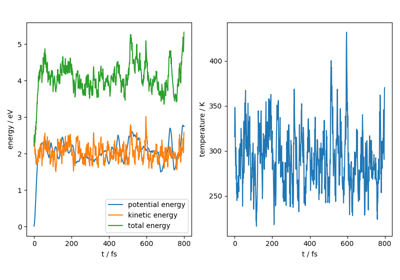 energy / eV
5
4
3
2
1
0
0
200
400
600
800
t / fs
potential energy
kinetic energy
total energy
temperature / K
400
350
300
250
0
200
400
600
800
t / fs